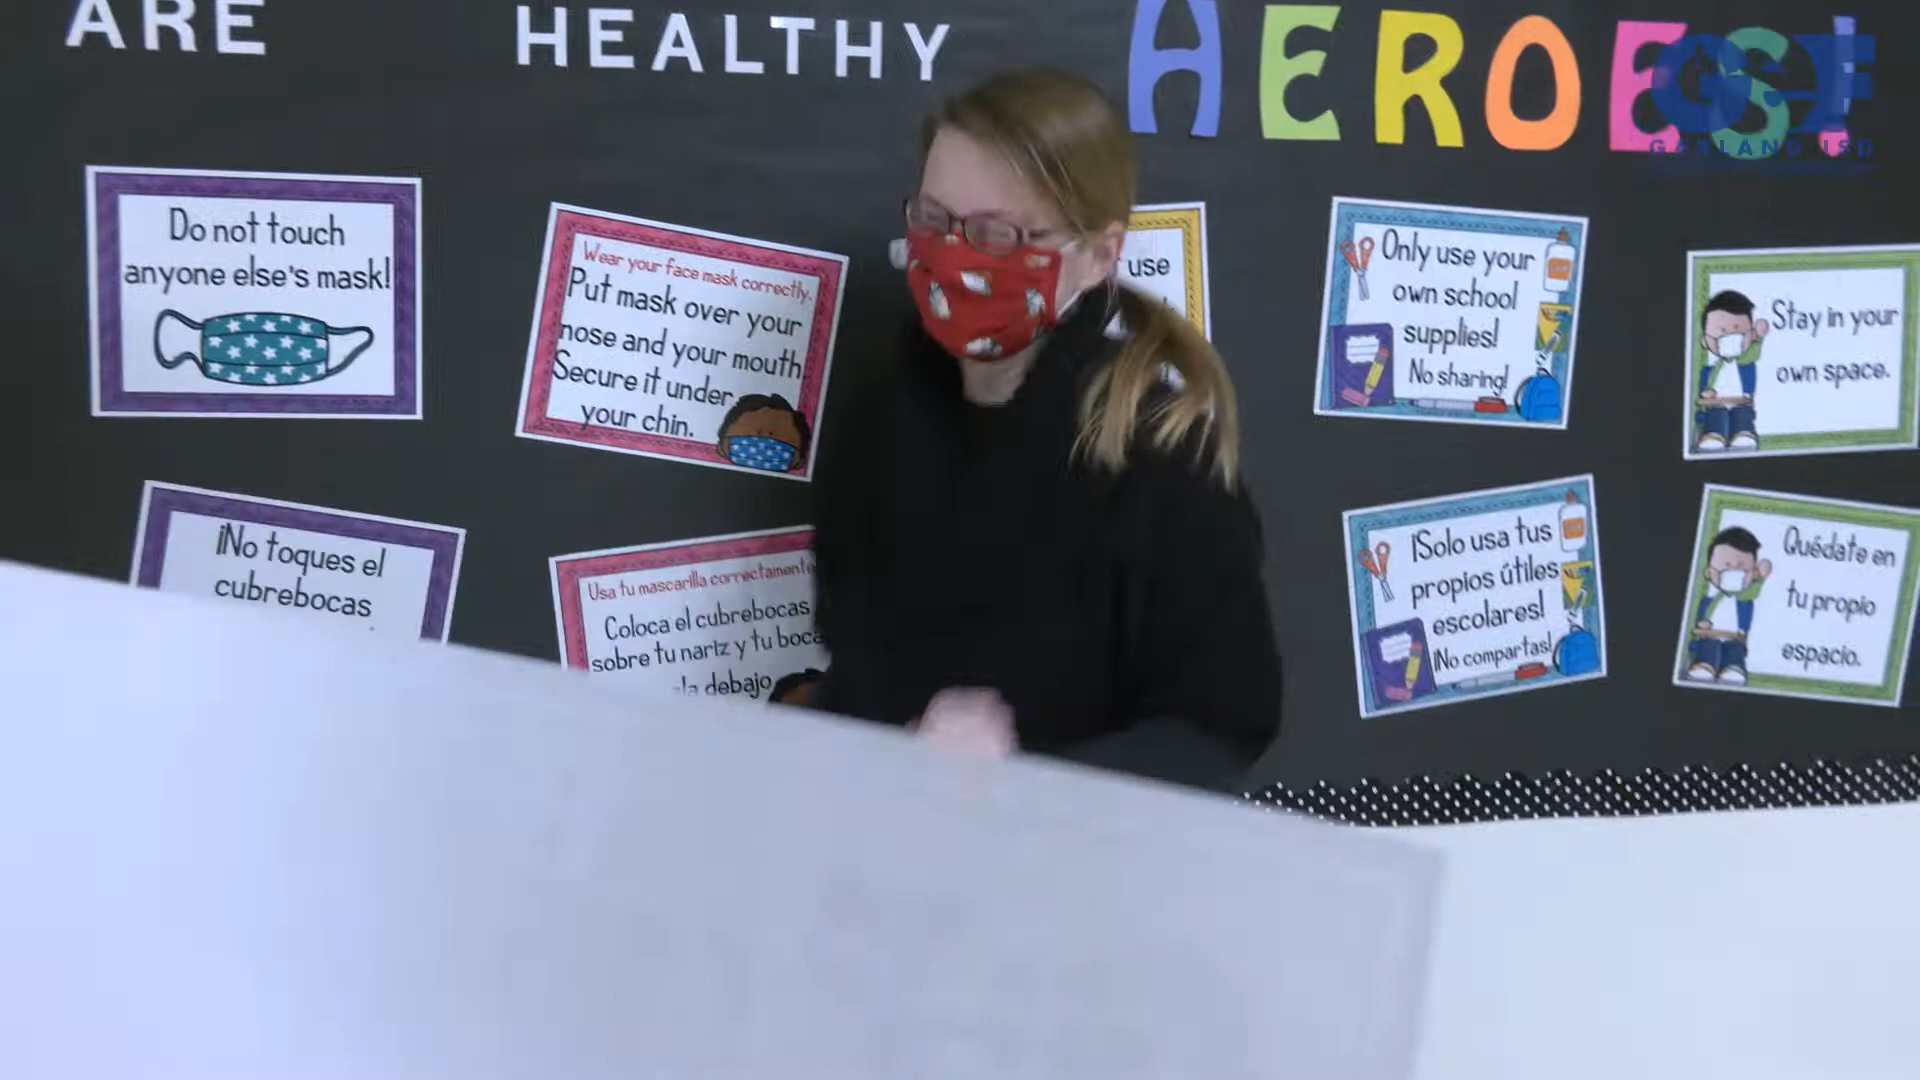 ARE HEALTHY HEROES!
GSF
GARLAND ISD
Do not touch
anyone else's mask!
Wear your face mask correctly.
Put mask over your
nose and your mouth.
Secure it under
your chin.
use
Only use your
own school
supplies!
No sharing!
Stay in your
own space.
¡No toques el
cubrebocas
Usa tu mascarilla correctamente
Coloca el cubrebocas
sobre tu nariz y tu boca
debajo
¡Solo usa tus
propios útiles
escolares!
¡No compartas!
Quédate en
tu propio
espacio.